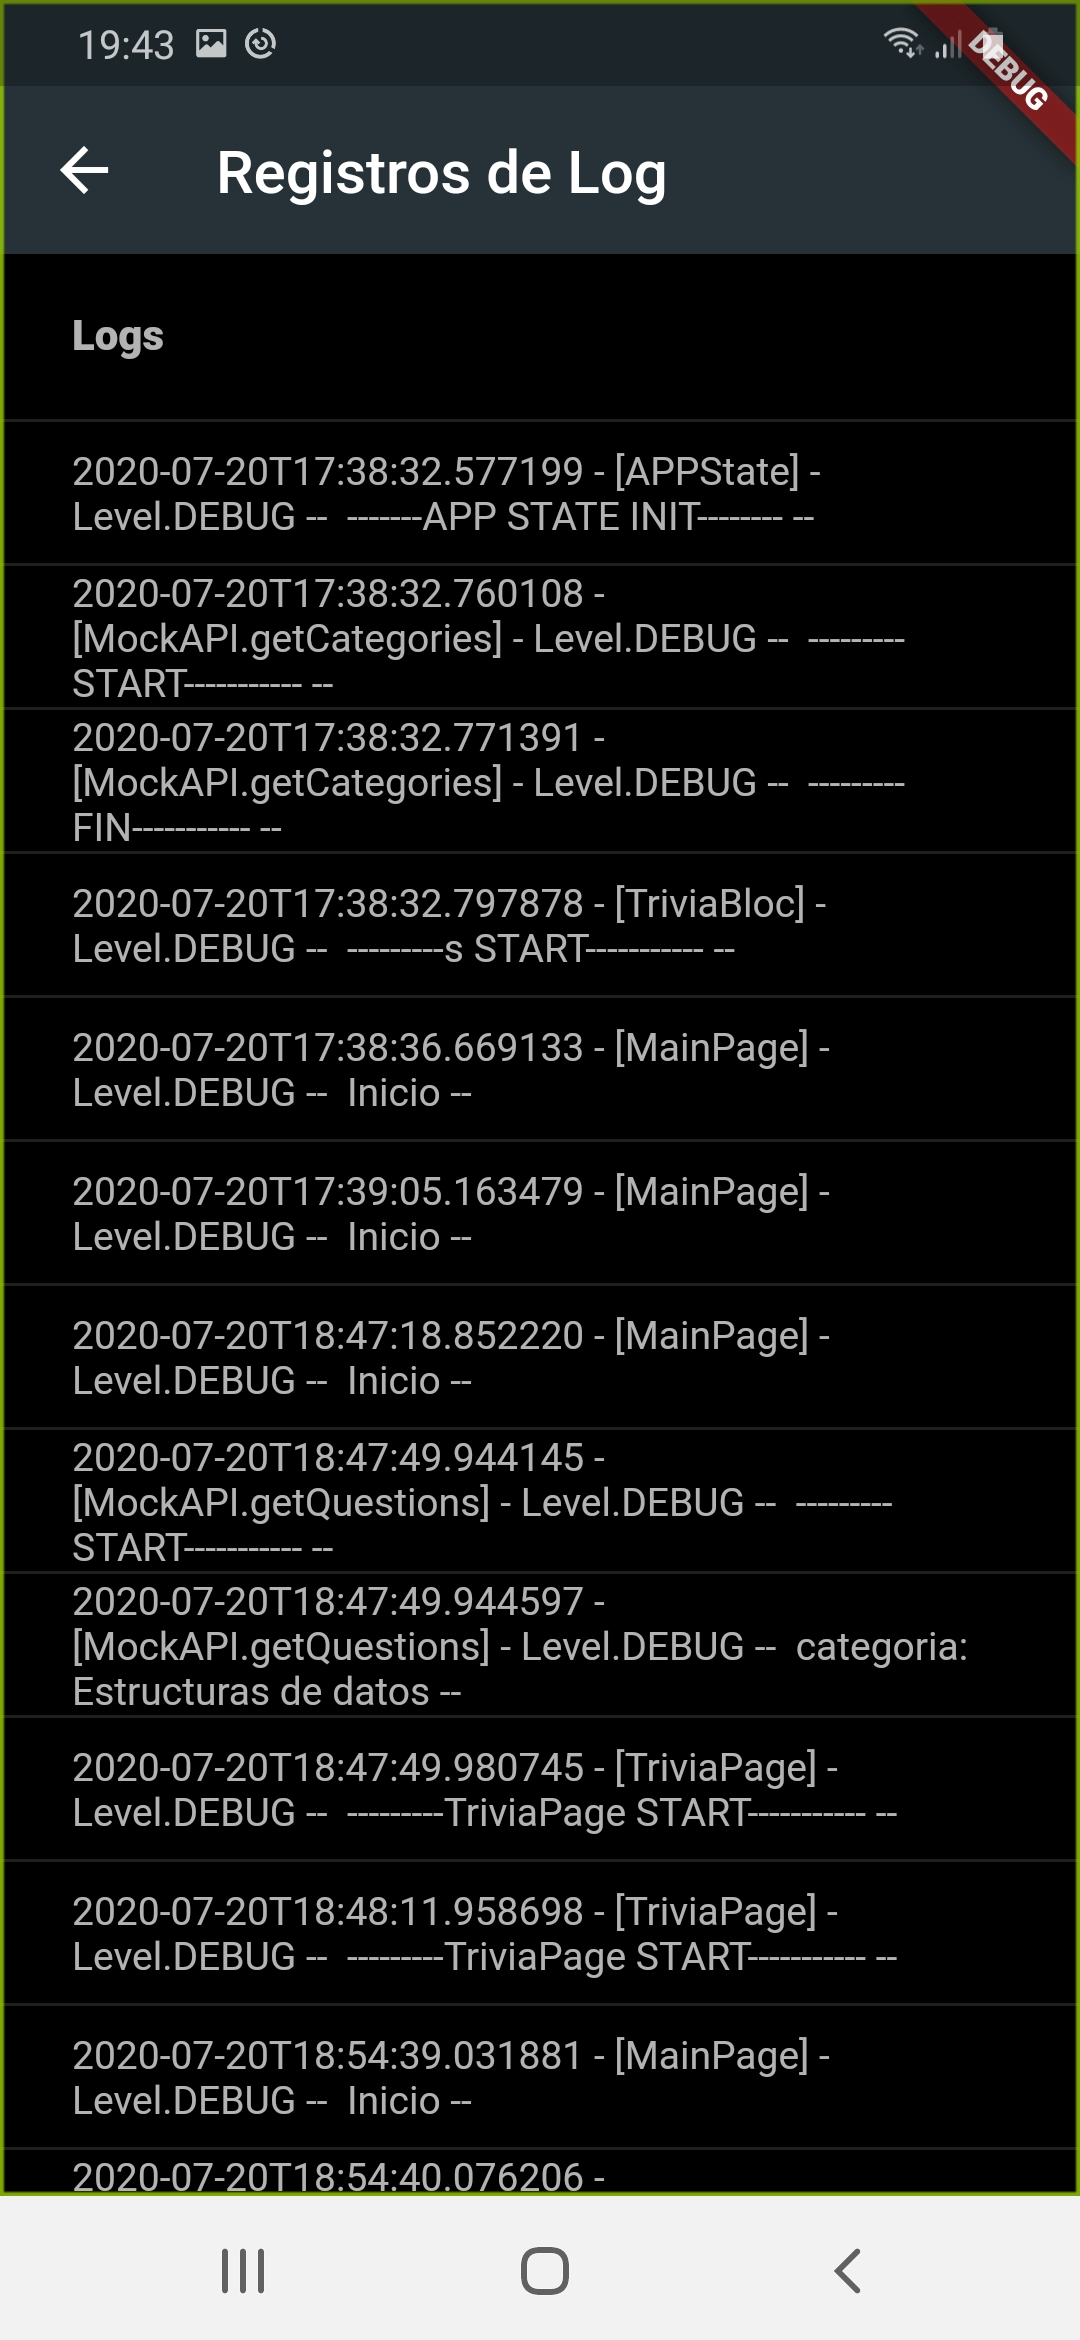 19:43
DEBUG
Registros de Log
Logs
2020-07-20T17:38:32.577199 - [APPState] -
Level.DEBUG --  -------APP STATE INIT-------- --
2020-07-20T17:38:32.760108 -
[MockAPI.getCategories] - Level.DEBUG --  ---------
START----------- --
2020-07-20T17:38:32.771391 -
[MockAPI.getCategories] - Level.DEBUG --  ---------
FIN----------- --
2020-07-20T17:38:32.797878 - [TriviaBloc] -
Level.DEBUG --  ---------s START----------- --
2020-07-20T17:38:36.669133 - [MainPage] -
Level.DEBUG --  Inicio --
2020-07-20T17:39:05.163479 - [MainPage] -
Level.DEBUG --  Inicio --
2020-07-20T18:47:18.852220 - [MainPage] -
Level.DEBUG --  Inicio --
2020-07-20T18:47:49.944145 -
[MockAPI.getQuestions] - Level.DEBUG --  ---------
START----------- --
2020-07-20T18:47:49.944597 -
[MockAPI.getQuestions] - Level.DEBUG --  categoria:
Estructuras de datos --
2020-07-20T18:47:49.980745 - [TriviaPage] -
Level.DEBUG --  ---------TriviaPage START----------- --
2020-07-20T18:48:11.958698 - [TriviaPage] -
Level.DEBUG --  ---------TriviaPage START----------- --
2020-07-20T18:54:39.031881 - [MainPage] -
Level.DEBUG --  Inicio --
2020-07-20T18:54:40.076206 -